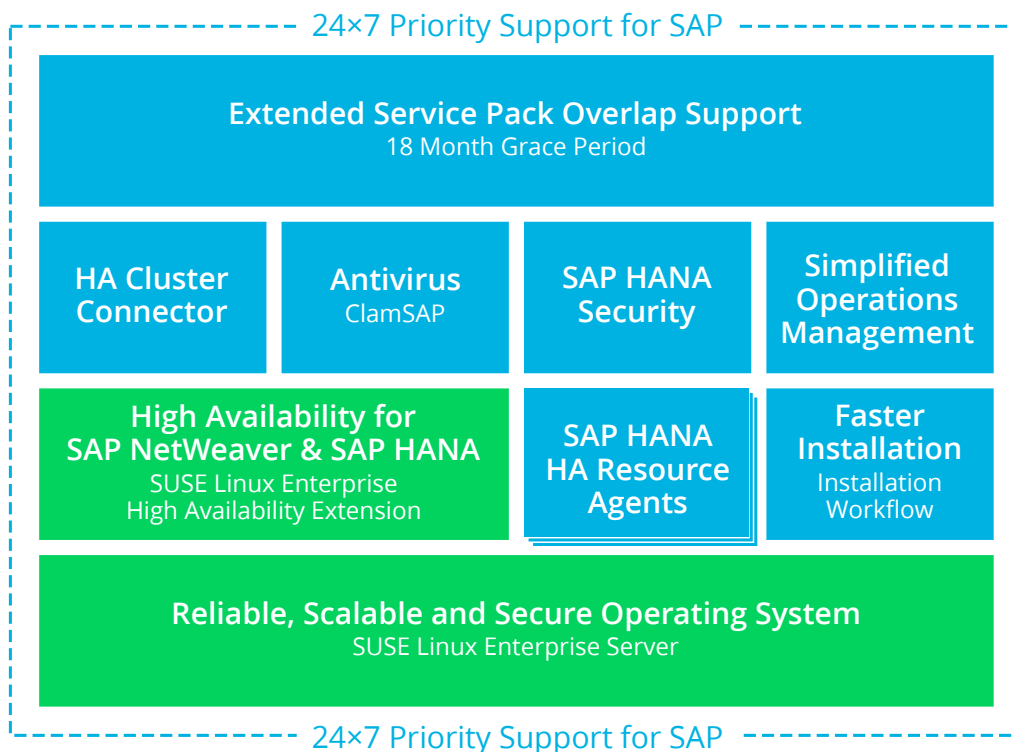 24×7 Priority Support for SAP
Extended Service Pack Overlap Support
18 Month Grace Period
HA Cluster
Connector
Antivirus
ClamSAP
SAP HANA
Security
Simplified
Operations
Management
High Availability for
SAP NetWeaver & SAP HANA
SUSE Linux Enterprise
High Availability Extension
SAP HANA
HA Resource
Agents
Faster
Installation
Installation
Workflow
Reliable, Scalable and Secure Operating System
SUSE Linux Enterprise Server
24×7 Priority Support for SAP